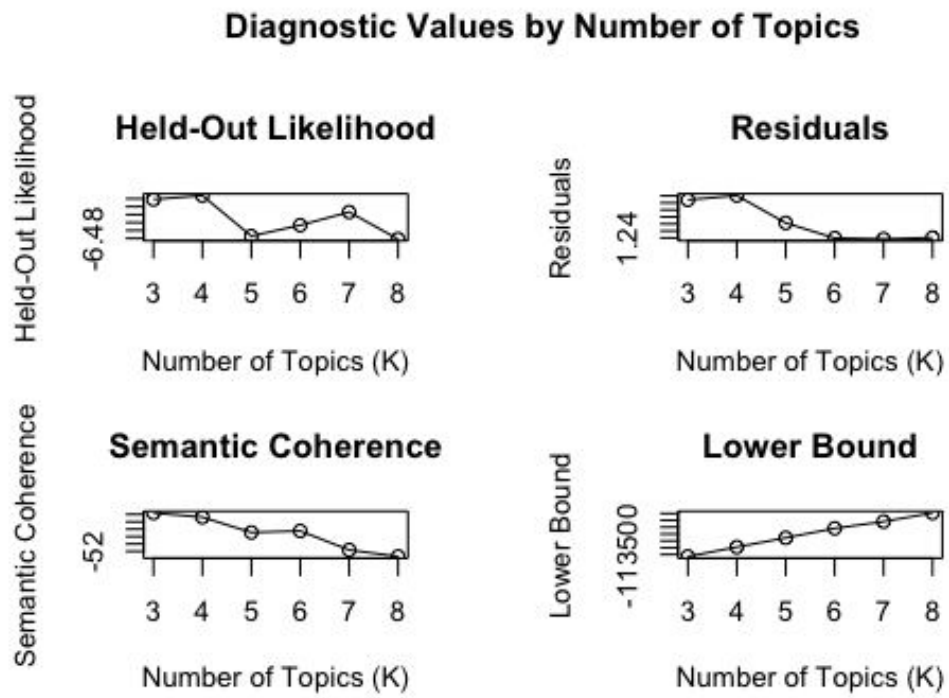 Diagnostic Values by Number of Topics
Held-Out Likelihood
Held-Out Likelihood
-6.48
3 4 5 6 7 8
Number of Topics (K)
Residuals
Residuals
1.24
3 4 5 6 7 8
Number of Topics (K)
Semantic Coherence
Semantic Coherence
-52
3 4 5 6 7 8
Number of Topics (K)
Lower Bound
Lower Bound
-113500
3 4 5 6 7 8
Number of Topics (K)